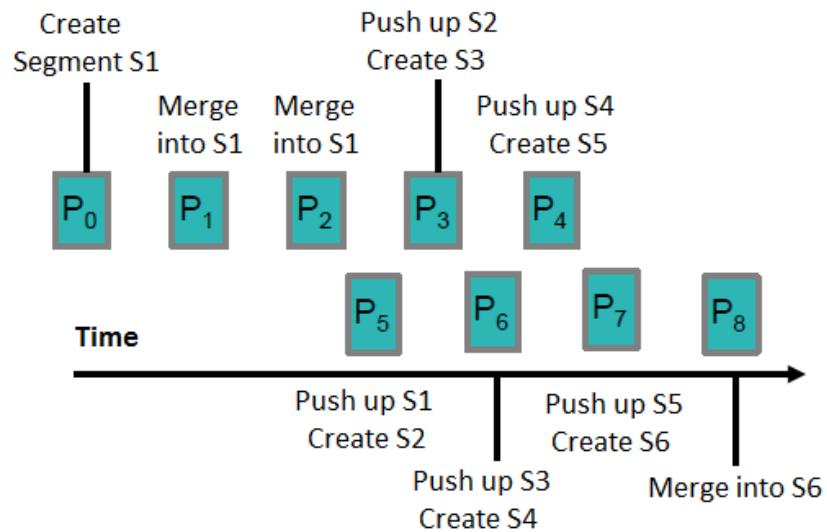 Create
Segment S1
Merge
into S1
Merge
into S1
Push up S2
Create S3
Push up S4
Create S5
P0
P1
P2
P3
P4
P5
P6
P7
P8
Time
Push up S1
Create S2
Push up S3
Create S4
Push up S5
Create S6
Merge into S6